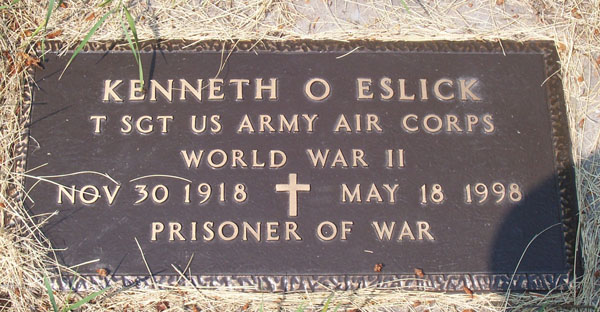 KENNETH O ESLICK
T SGT US ARMY AIR CORPS
WORLD WAR II
NOV 30 1918 MAY 18 1998
PRISONER OF WAR